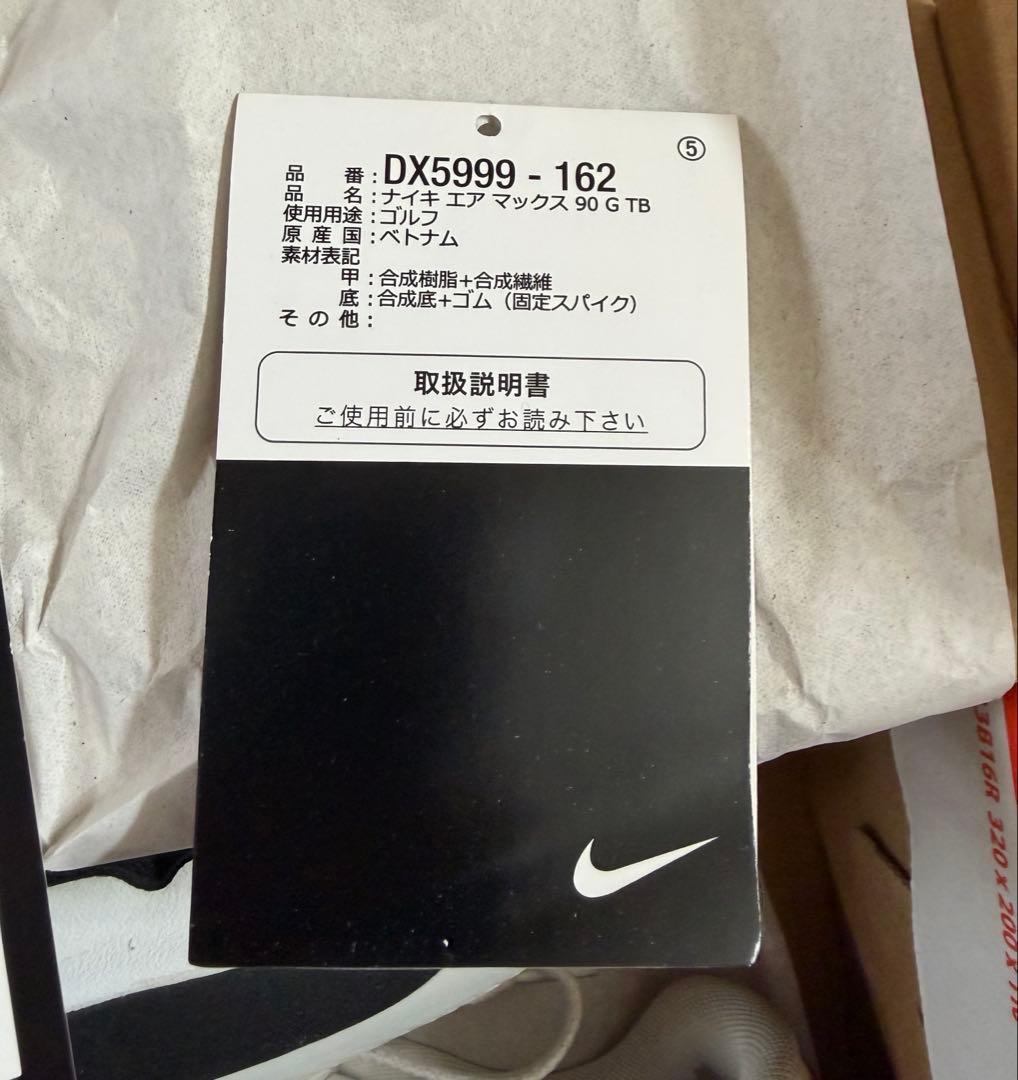 ⑤
品 番:DX5999 - 162
品 名:ナイキ エア マックス 90 G TB
使用用途:ゴルフ
原 産 国:ベトナム
素材表記
甲:合成樹脂+合成繊維
底:合成底+ゴム(固定スパイク)
そ の 他:
取扱説明書
ご使用前に必ずお読み下さい
3816R 320×200×110